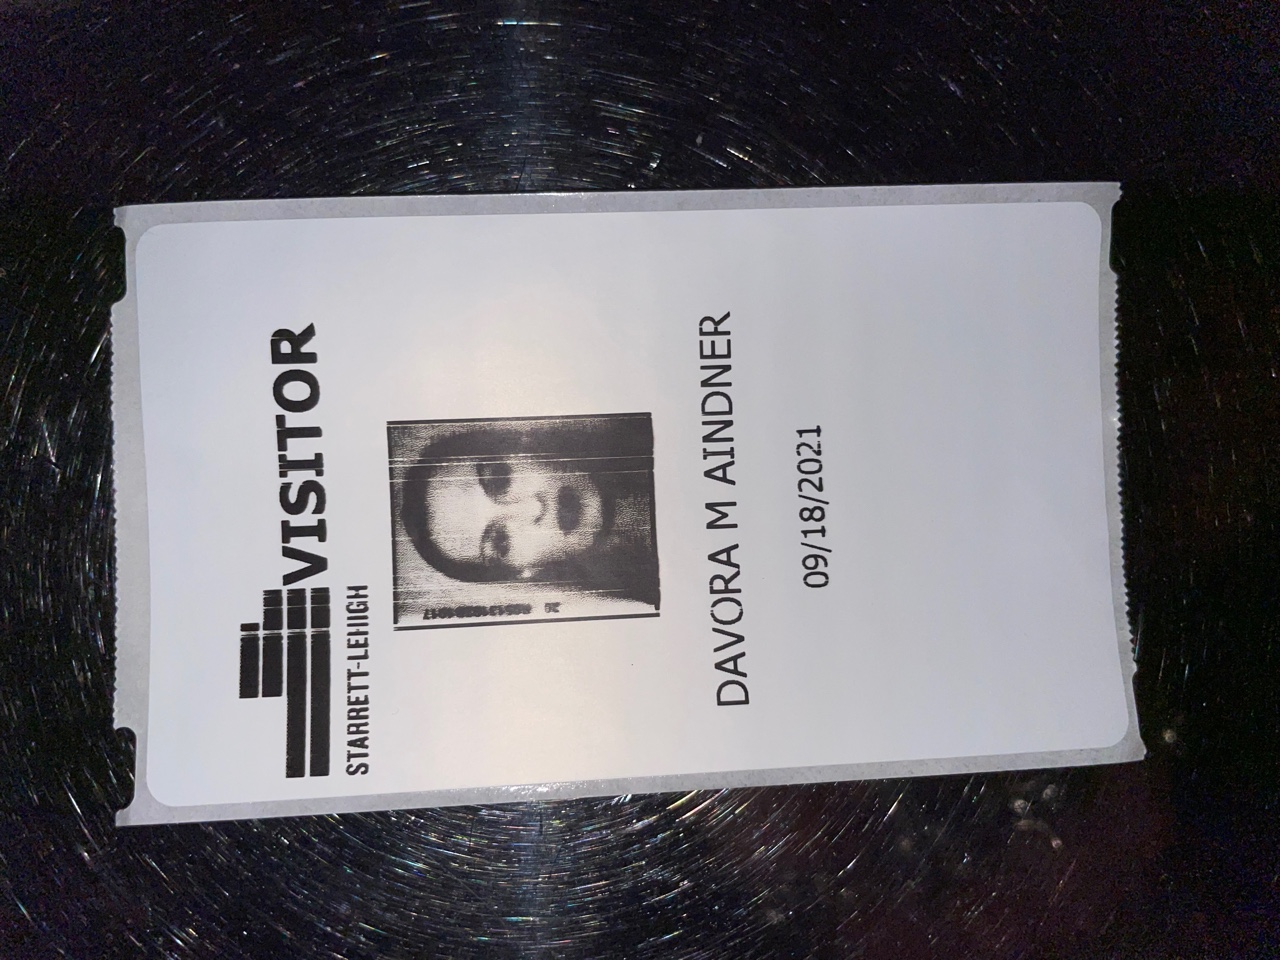 VISITOR
STARRETT-LEHIGH
DAVORA M AINDNER
09/18/2021